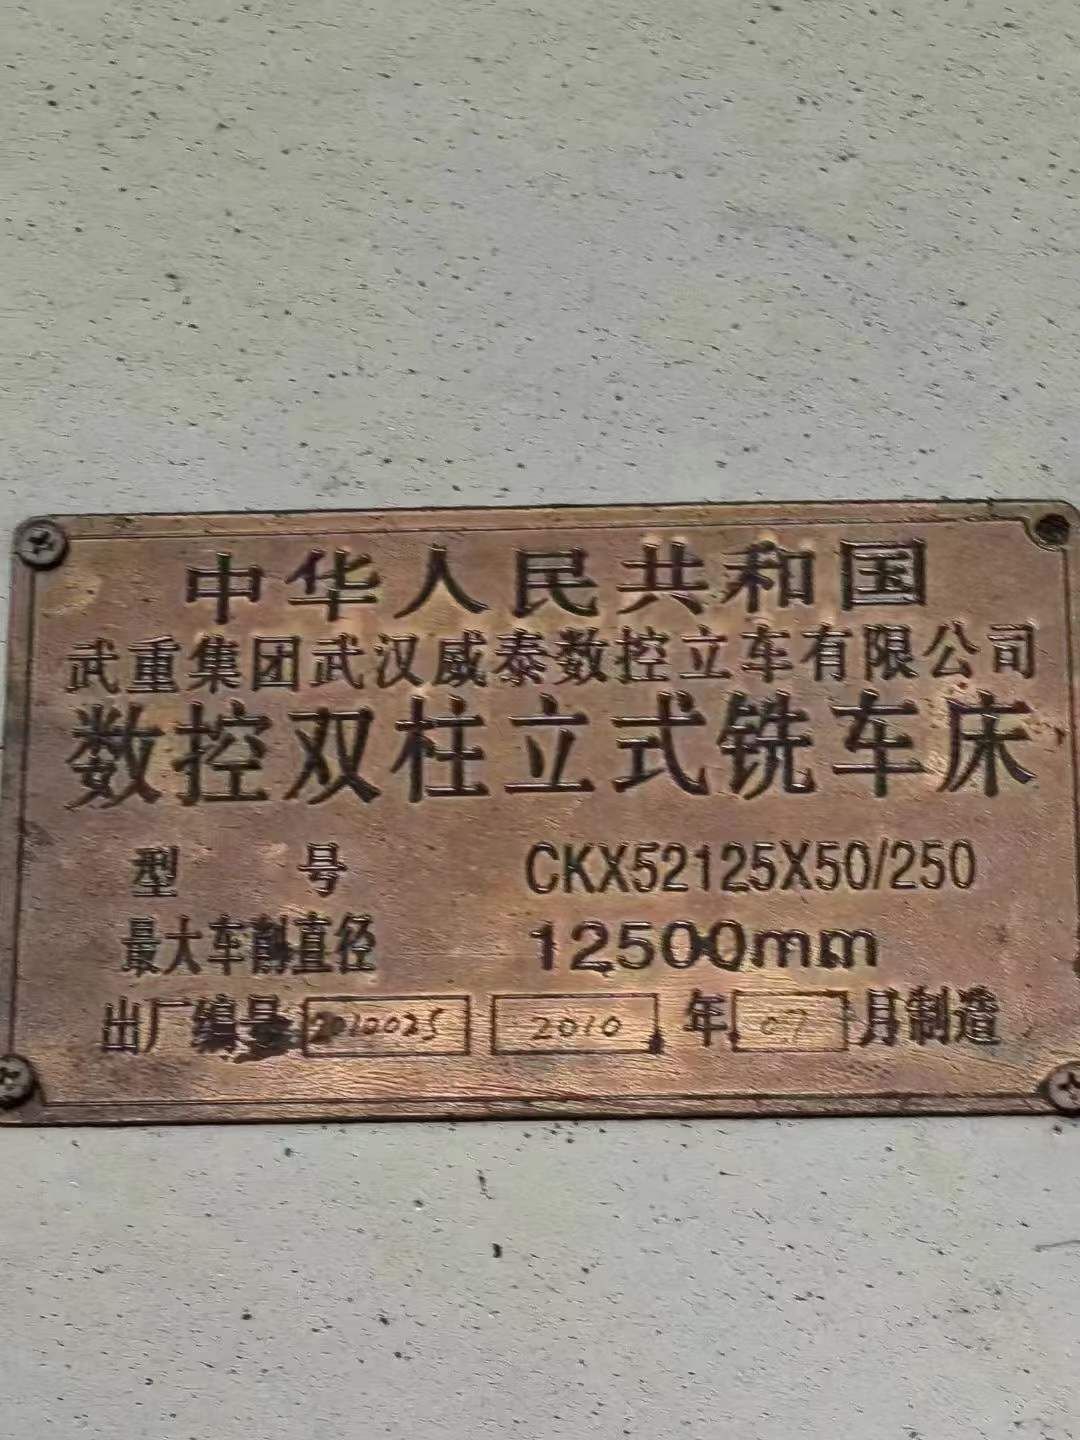 中华人民共和国
武重集团武汉威泰数控立车有限公司
数控双柱立式铣车床
型 号 CKX52125X50/250
最大车削直径 12500mm
出厂编号 2010025 2010 年 07 月制造